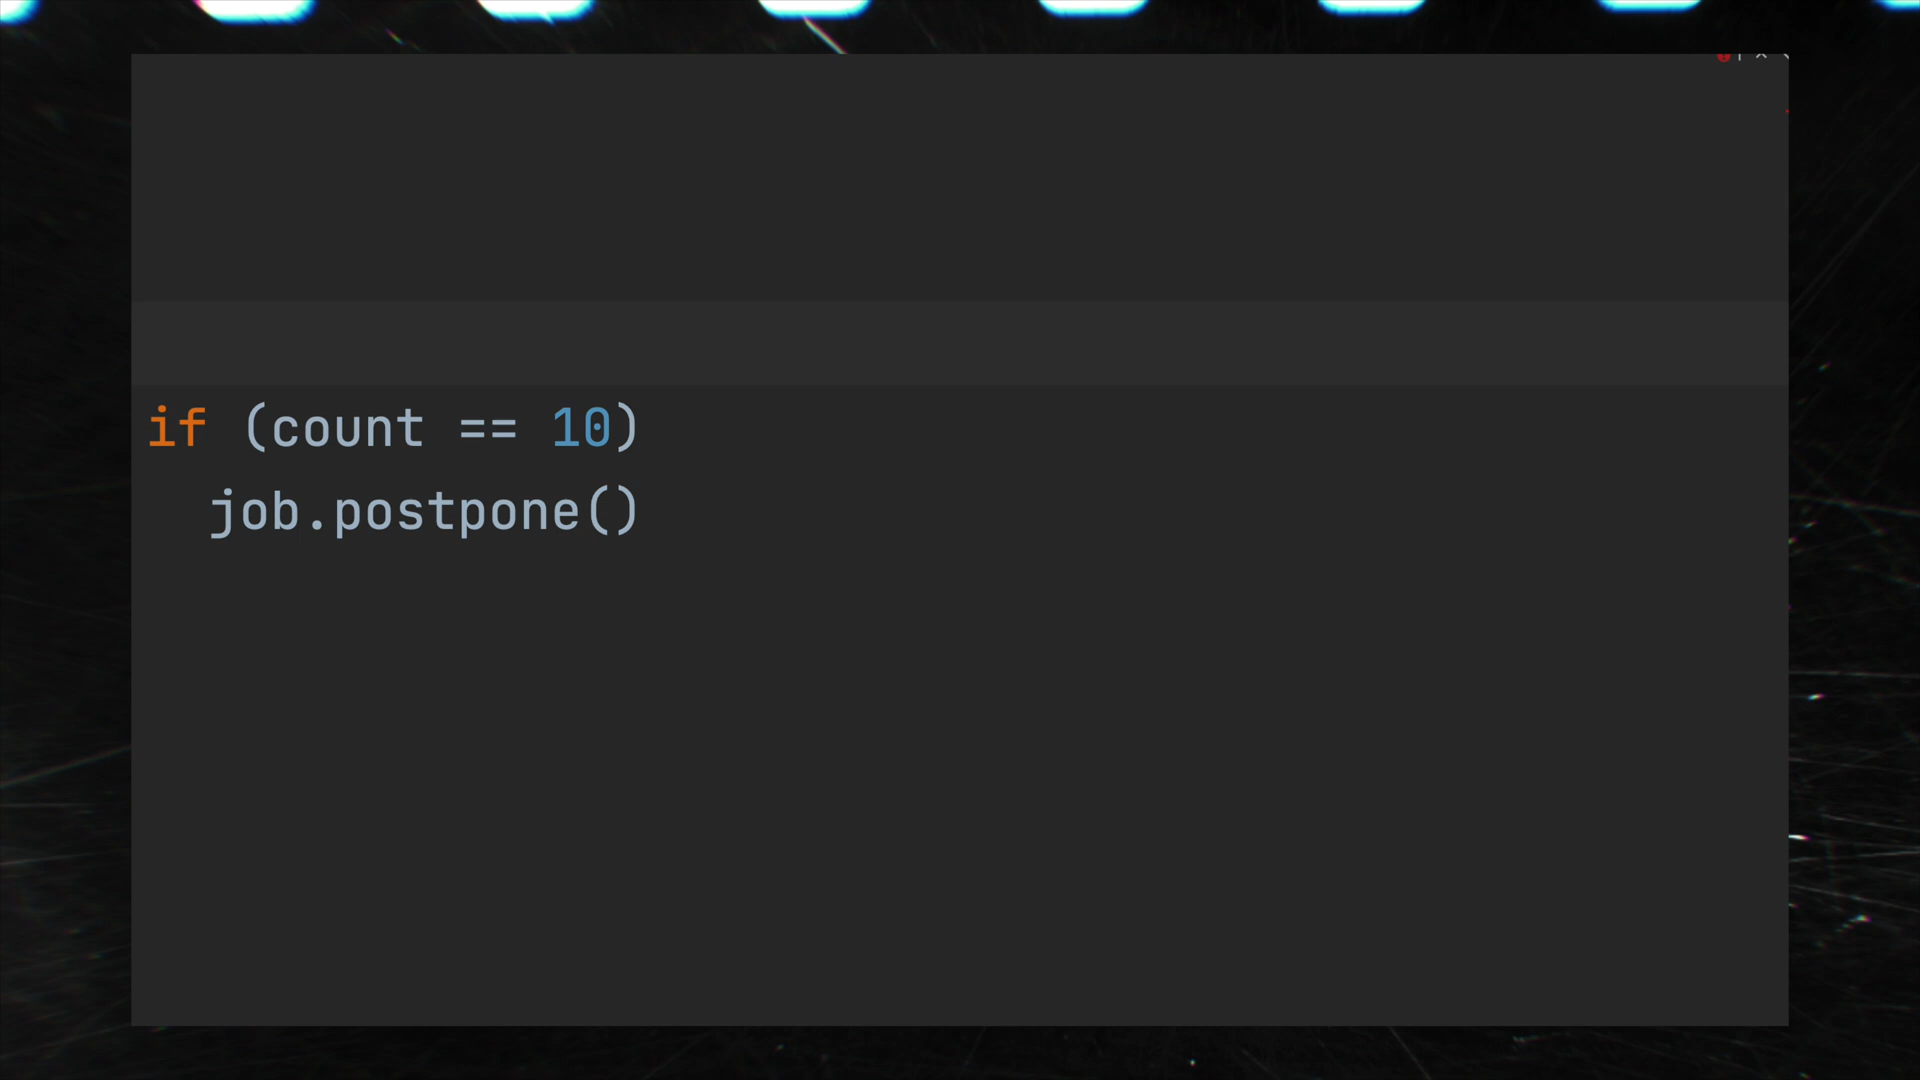 if (count == 10)
job.postpone()